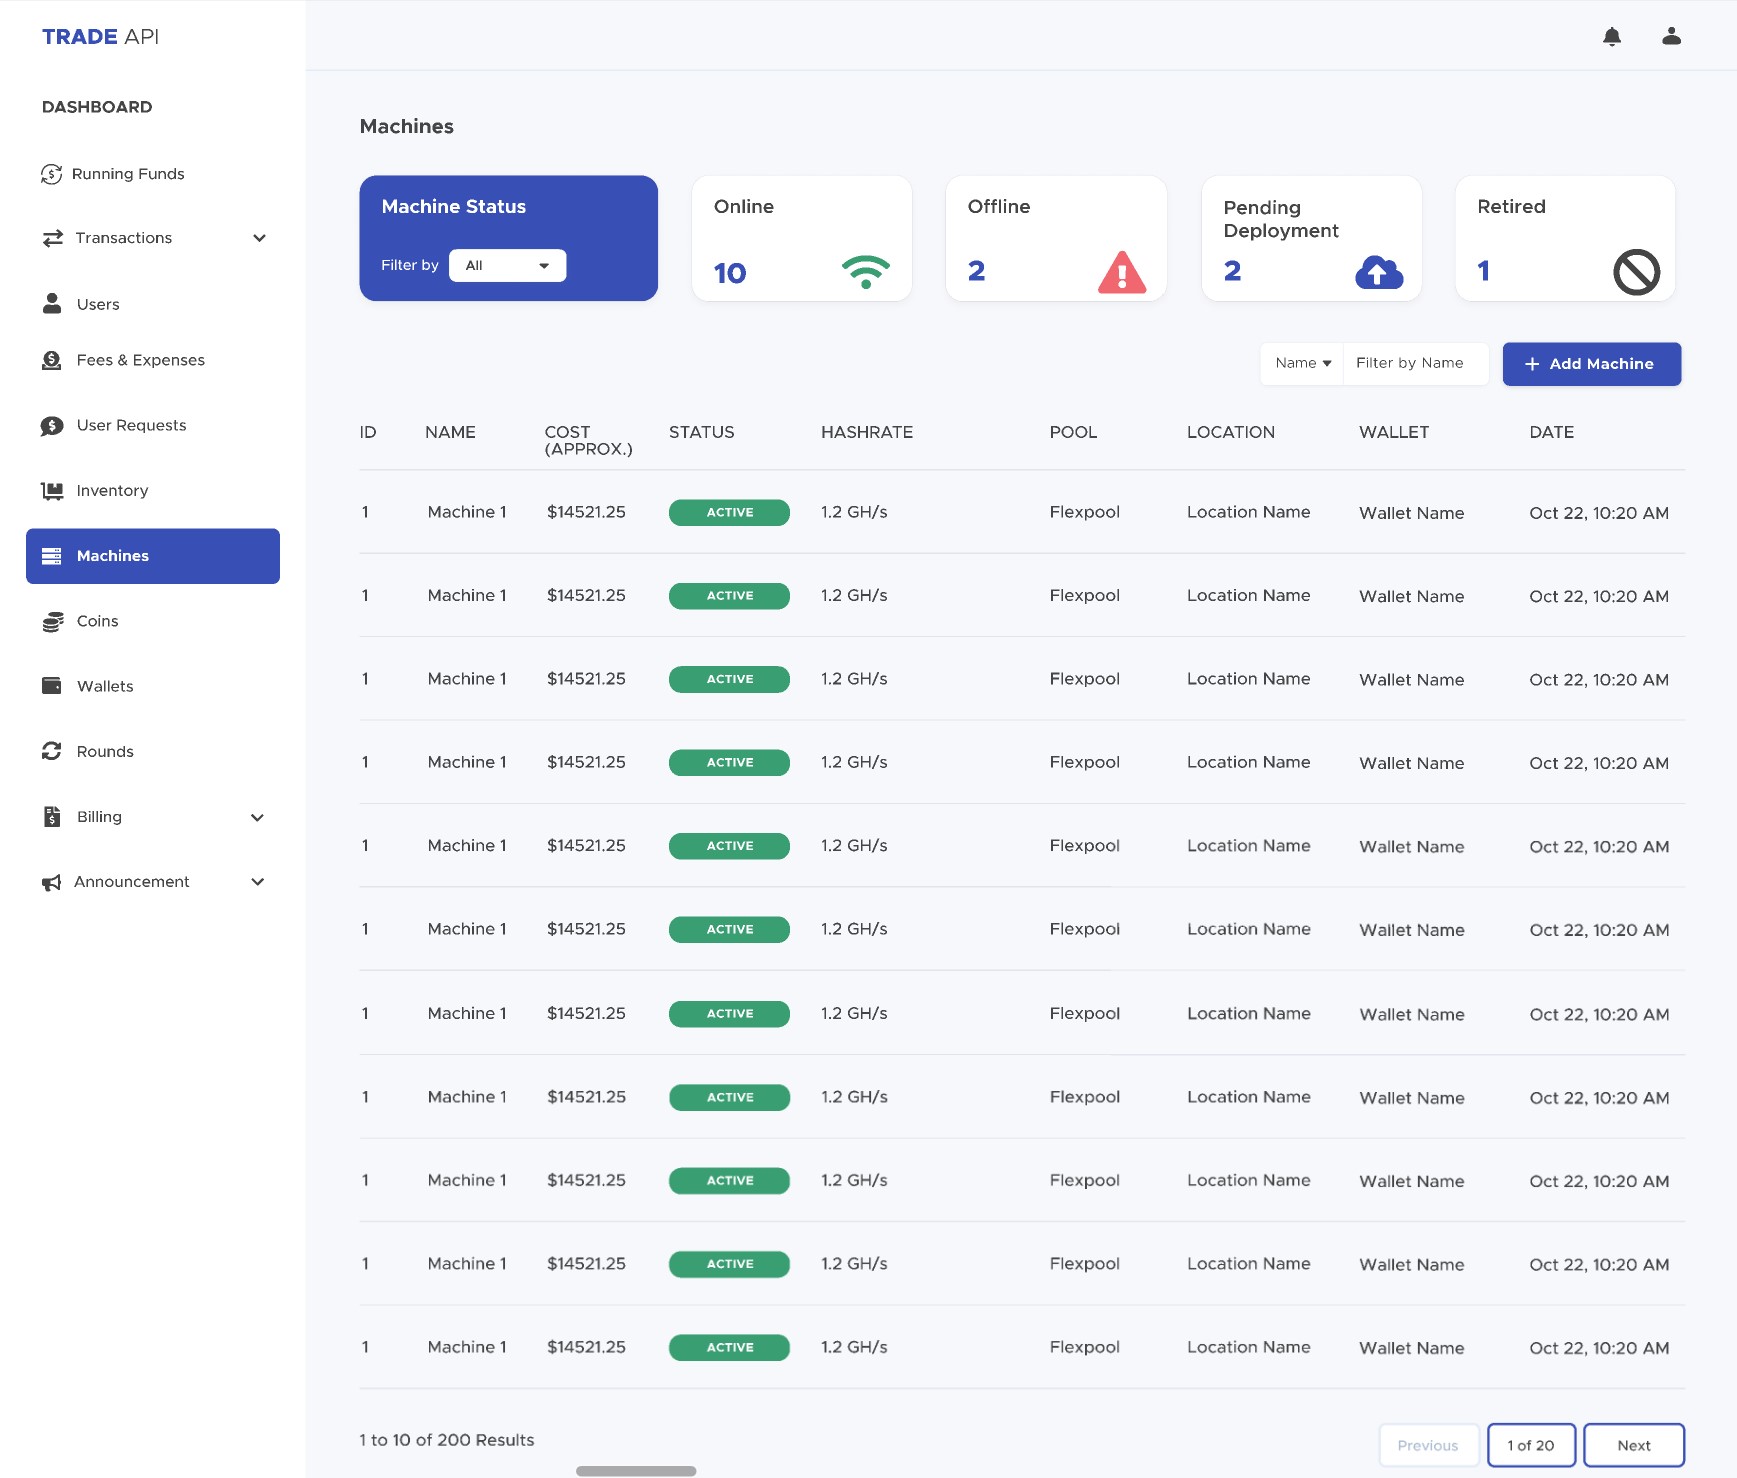 TRADE API
DASHBOARD
Running Funds
Transactions
Users
Fees & Expenses
User Requests
Inventory
Machines
Coins
Wallets
Rounds
Billing
Announcement
Machines
Machine Status
Filter by All
Online
10
Offline
2
Pending
Deployment
2
Retired
1
Name Filter by Name + Add Machine
ID NAME COST (APPROX.) STATUS HASHRATE POOL LOCATION WALLET DATE
1 Machine 1 $14521.25 ACTIVE 1.2 GH/s Flexpool Location Name Wallet Name Oct 22, 10:20 AM
1 Machine 1 $14521.25 ACTIVE 1.2 GH/s Flexpool Location Name Wallet Name Oct 22, 10:20 AM
1 Machine 1 $14521.25 ACTIVE 1.2 GH/s Flexpool Location Name Wallet Name Oct 22, 10:20 AM
1 Machine 1 $14521.25 ACTIVE 1.2 GH/s Flexpool Location Name Wallet Name Oct 22, 10:20 AM
1 Machine 1 $14521.25 ACTIVE 1.2 GH/s Flexpool Location Name Wallet Name Oct 22, 10:20 AM
1 Machine 1 $14521.25 ACTIVE 1.2 GH/s Flexpool Location Name Wallet Name Oct 22, 10:20 AM
1 Machine 1 $14521.25 ACTIVE 1.2 GH/s Flexpool Location Name Wallet Name Oct 22, 10:20 AM
1 Machine 1 $14521.25 ACTIVE 1.2 GH/s Flexpool Location Name Wallet Name Oct 22, 10:20 AM
1 Machine 1 $14521.25 ACTIVE 1.2 GH/s Flexpool Location Name Wallet Name Oct 22, 10:20 AM
1 Machine 1 $14521.25 ACTIVE 1.2 GH/s Flexpool Location Name Wallet Name Oct 22, 10:20 AM
1 Machine 1 $14521.25 ACTIVE 1.2 GH/s Flexpool Location Name Wallet Name Oct 22, 10:20 AM
1 to 10 of 200 Results
Previous 1 of 20 Next